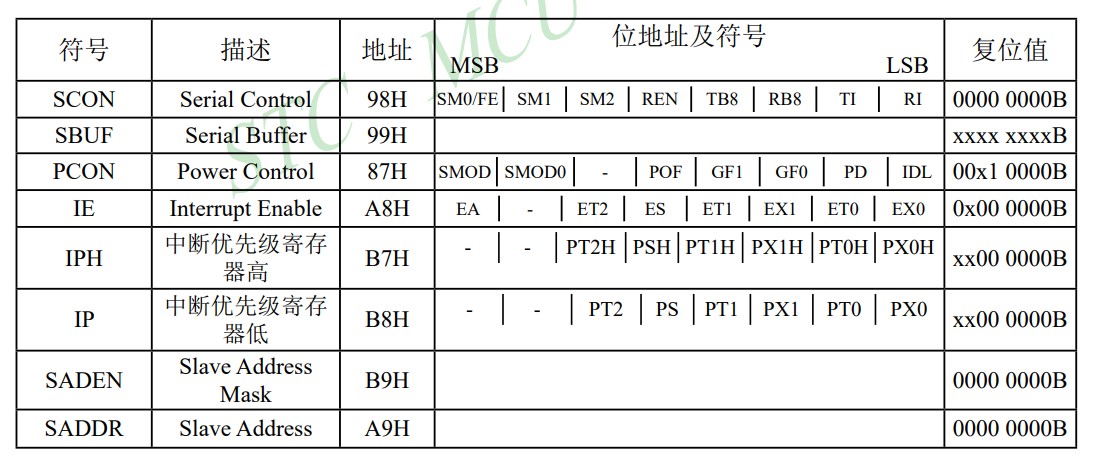 符号 描述 地址 位地址及符号 复位值
MSB LSB
SCON Serial Control 98H SM0/FE SM1 SM2 REN TB8 RB8 TI RI 0000 0000B
SBUF Serial Buffer 99H xxxx xxxxB
PCON Power Control 87H SMOD SMOD0 - POF GF1 GF0 PD IDL 00x1 0000B
IE Interrupt Enable A8H EA - ET2 ES ET1 EX1 ET0 EX0 0x00 0000B
IPH 中断优先级寄存 B7H - - PT2H PSH PT1H PX1H PT0H PX0H xx00 0000B
器高
IP 中断优先级寄存 B8H - - PT2 PS PT1 PX1 PT0 PX0 xx00 0000B
器低
SADEN Slave Address B9H 0000 0000B
Mask
SADDR Slave Address A9H 0000 0000B
STC MCU